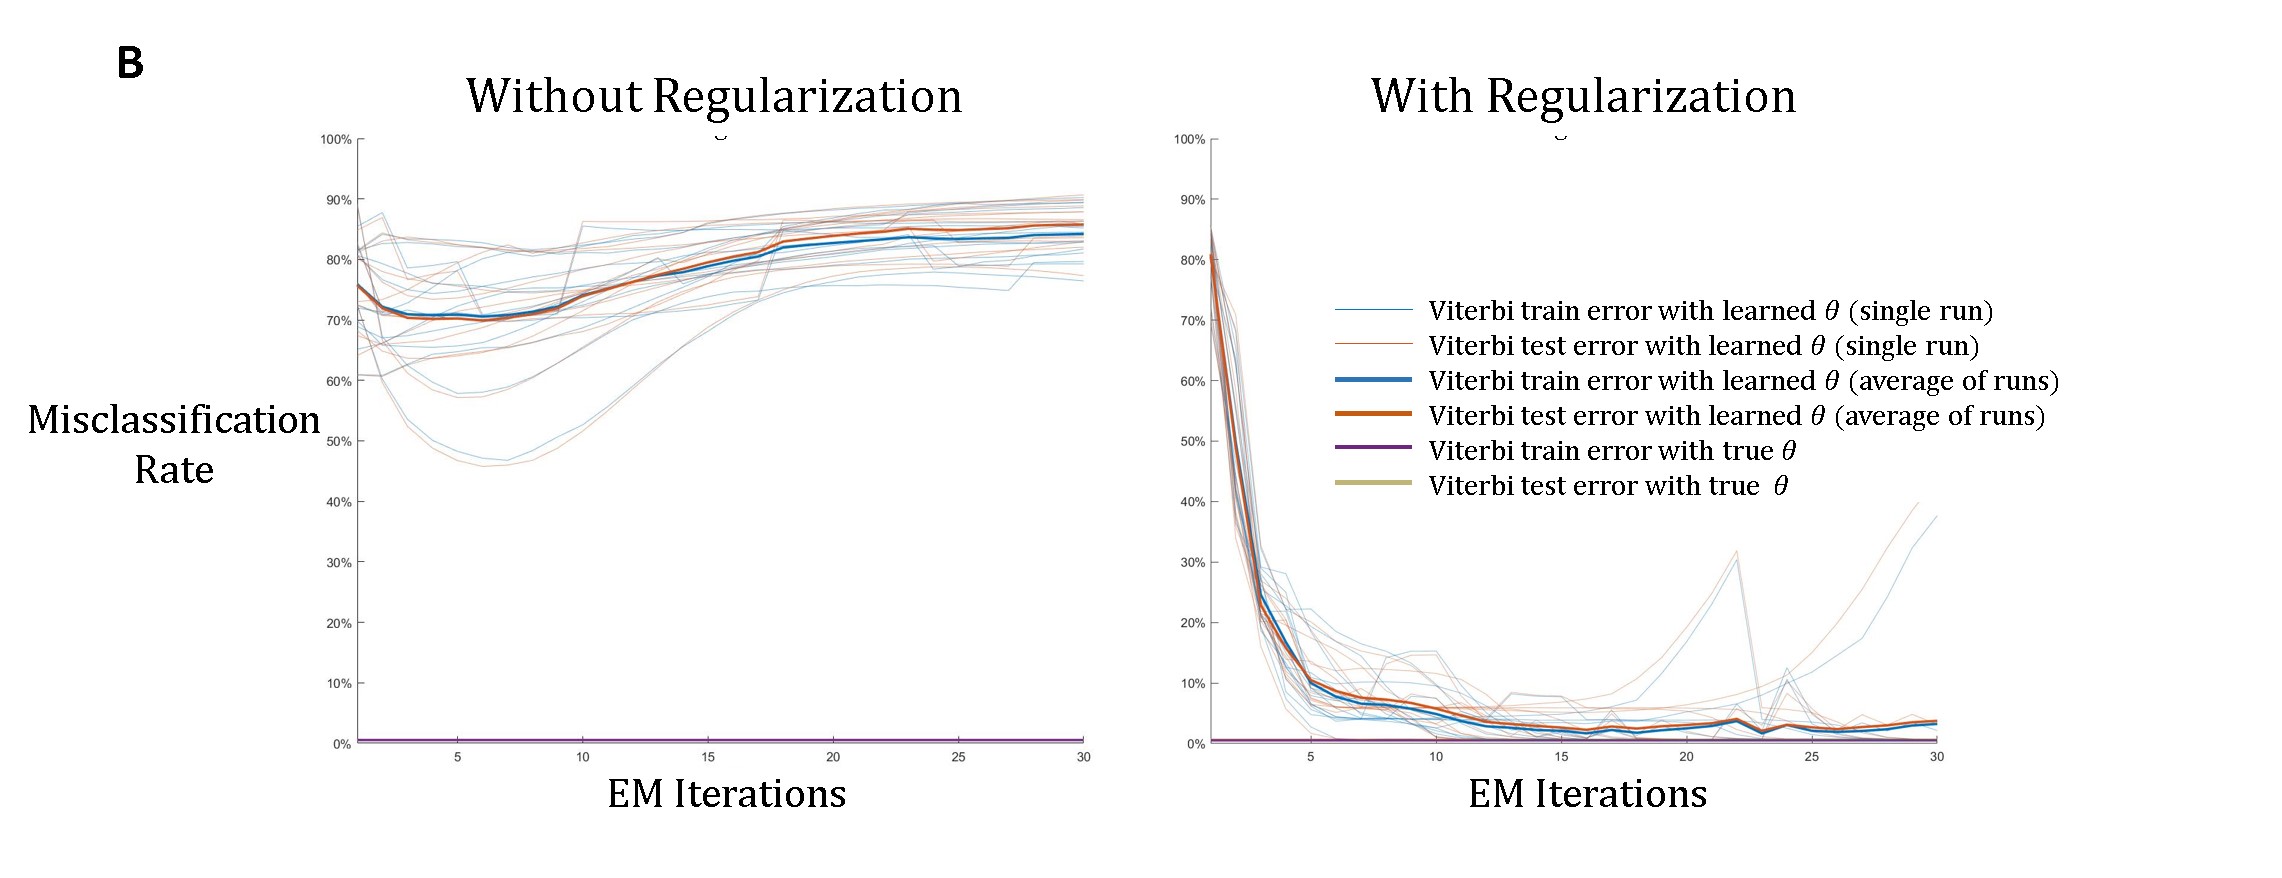 B
Without Regularization
With Regularization
100%
90%
80%
70%
60%
50%
40%
30%
20%
10%
0%
5
10
15
20
25
30
Misclassification
Rate
EM Iterations
100%
90%
80%
70%
60%
50%
40%
30%
20%
10%
0%
5
10
15
20
25
30
Viterbi train error with learned θ (single run)
Viterbi test error with learned θ (single run)
Viterbi train error with learned θ (average of runs)
Viterbi test error with learned θ (average of runs)
Viterbi train error with true θ
Viterbi test error with true θ
EM Iterations